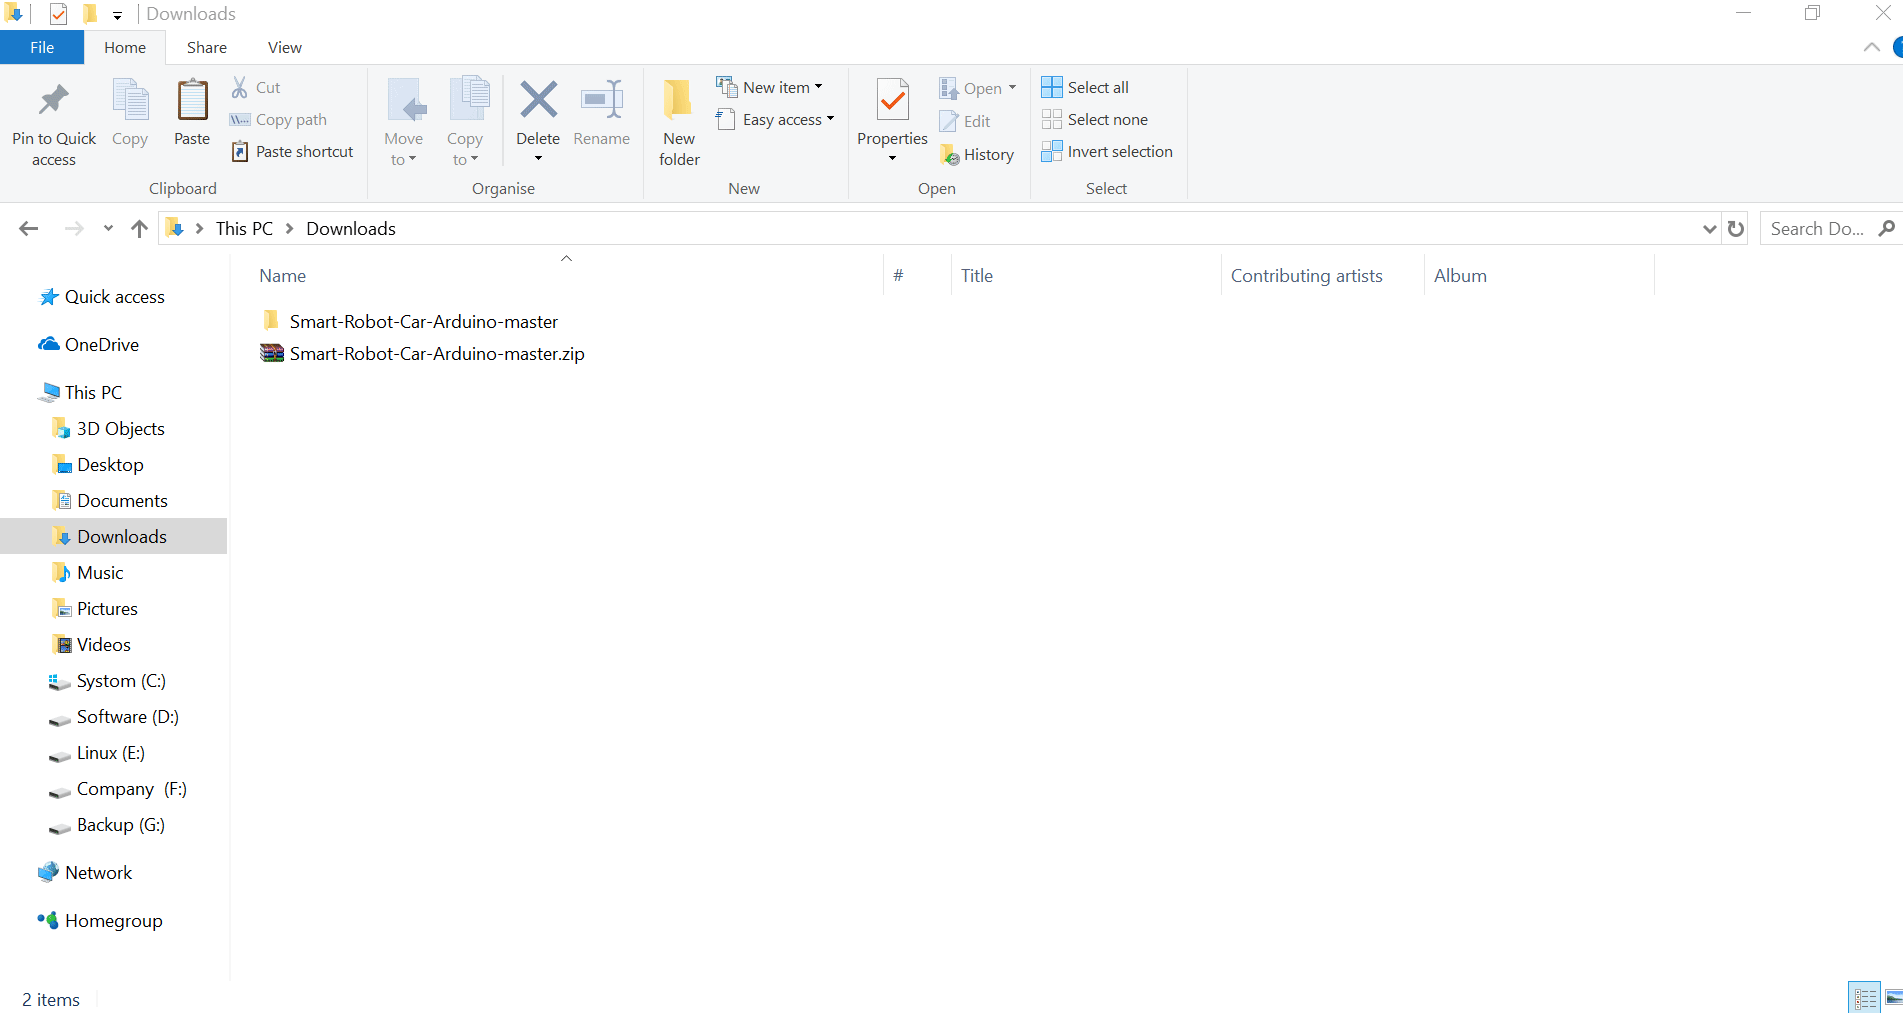 Downloads
File Home Share View
Pin to Quick access
Copy
Paste
Cut
Copy path
Paste shortcut
Clipboard
Move to
Copy to
Delete
Rename
Organise
New folder
New item
Easy access
New
Properties
Open
Edit
History
Open
Select all
Select none
Invert selection
Select
This PC Downloads
Search Do...
Name # Title Contributing artists Album
Smart-Robot-Car-Arduino-master
Smart-Robot-Car-Arduino-master.zip
Quick access
OneDrive
This PC
3D Objects
Desktop
Documents
Downloads
Music
Pictures
Videos
Systom (C:)
Software (D:)
Linux (E:)
Company (F:)
Backup (G:)
Network
Homegroup
2 items